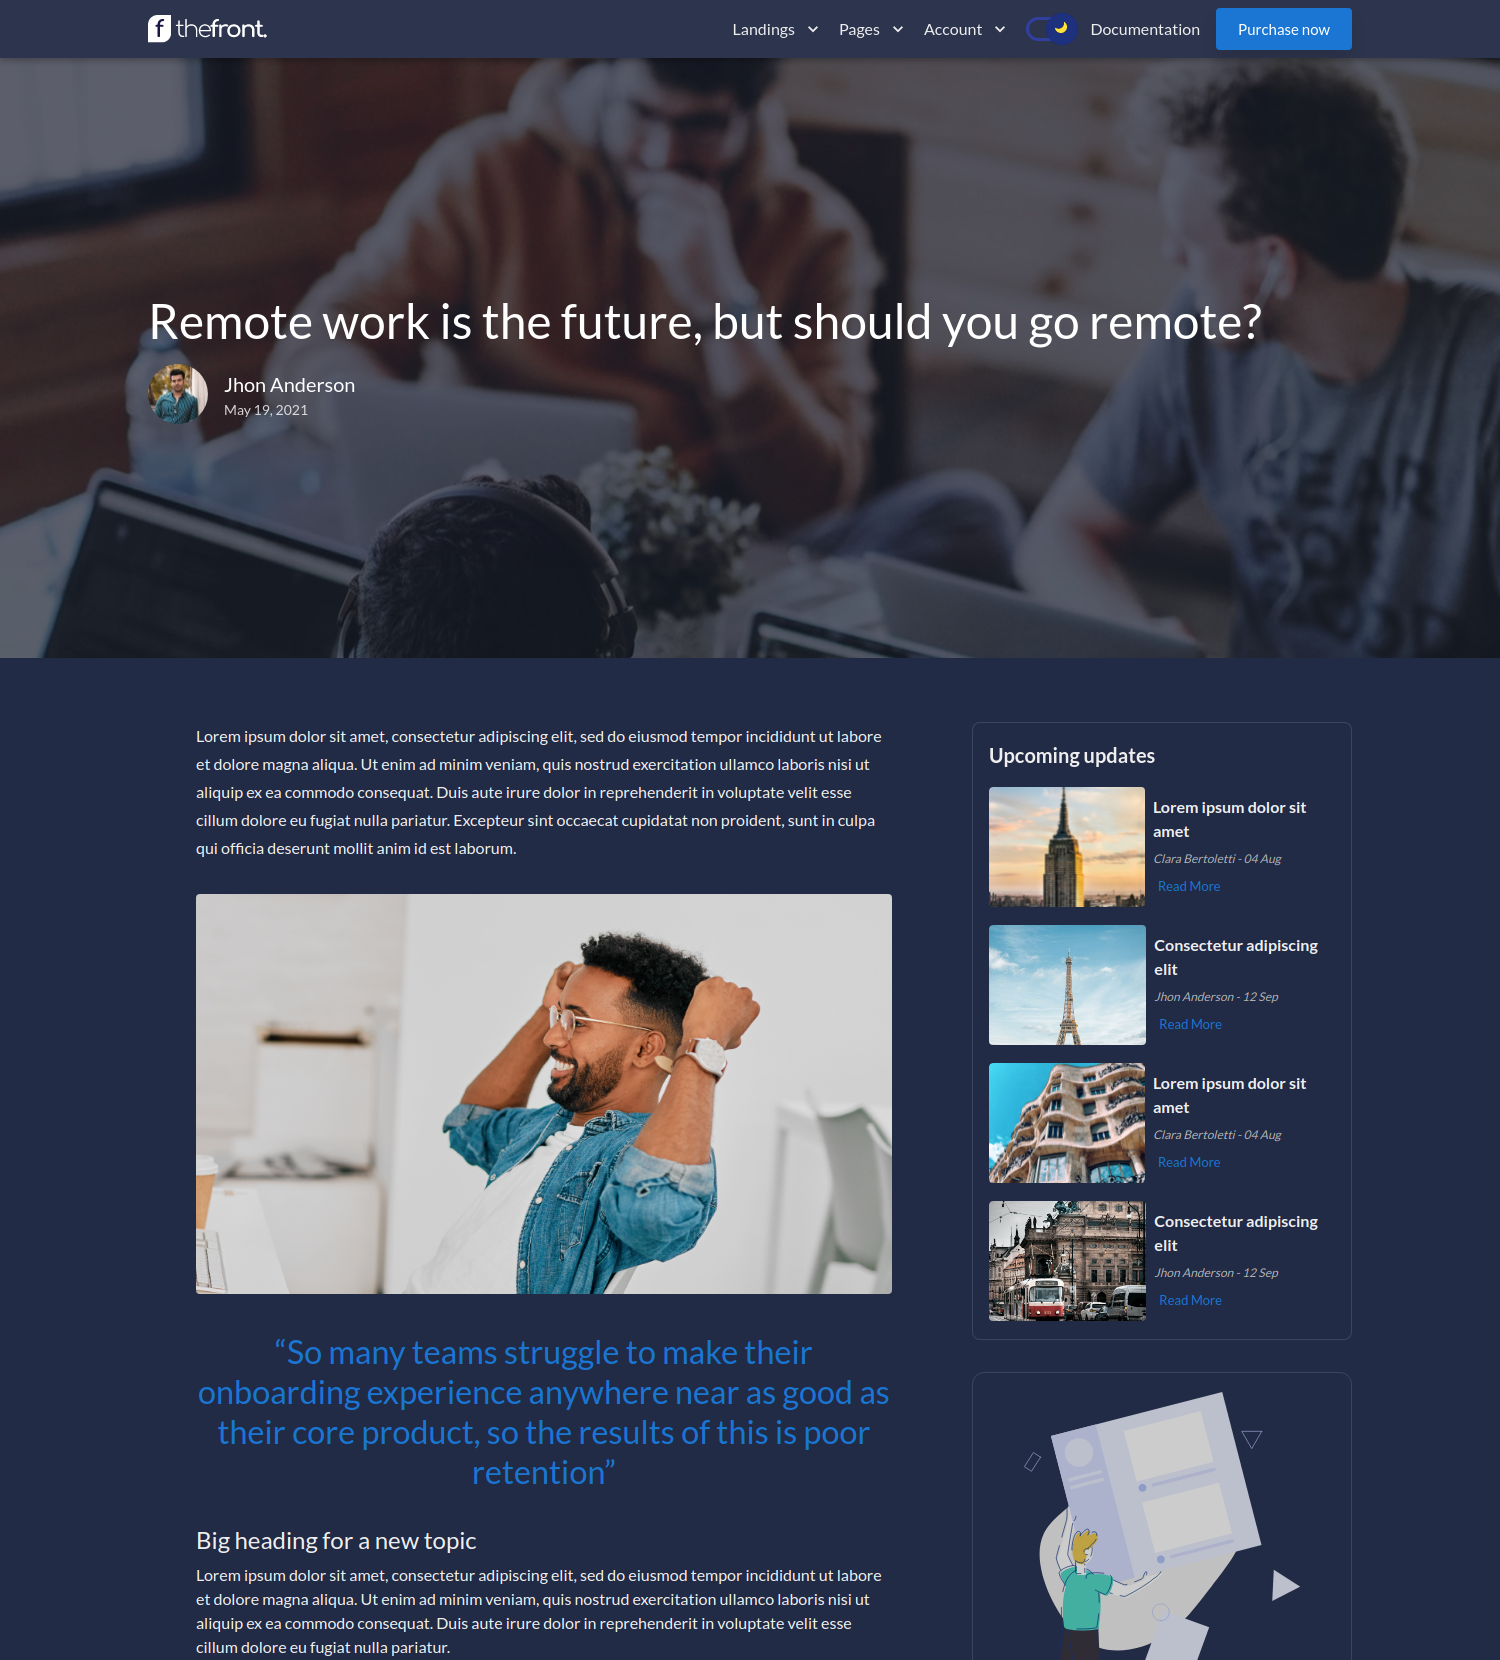 f thefront.
Landings Pages Account Documentation Purchase now
Remote work is the future, but should you go remote?
Jhon Anderson
May 19, 2021
Lorem ipsum dolor sit amet, consectetur adipiscing elit, sed do eiusmod tempor incididunt ut labore
et dolore magna aliqua. Ut enim ad minim veniam, quis nostrud exercitation ullamco laboris nisi ut
aliquip ex ea commodo consequat. Duis aute irure dolor in reprehenderit in voluptate velit esse
cillum dolore eu fugiat nulla pariatur. Excepteur sint occaecat cupidatat non proident, sunt in culpa
qui officia deserunt mollit anim id est laborum.
“So many teams struggle to make their
onboarding experience anywhere near as good as
their core product, so the results of this is poor
retention”
Big heading for a new topic
Lorem ipsum dolor sit amet, consectetur adipiscing elit, sed do eiusmod tempor incididunt ut labore
et dolore magna aliqua. Ut enim ad minim veniam, quis nostrud exercitation ullamco laboris nisi ut
aliquip ex ea commodo consequat. Duis aute irure dolor in reprehenderit in voluptate velit esse
cillum dolore eu fugiat nulla pariatur.
Upcoming updates
Lorem ipsum dolor sit
amet
Clara Bertoletti - 04 Aug
Read More
Consectetur adipiscing
elit
Jhon Anderson - 12 Sep
Read More
Lorem ipsum dolor sit
amet
Clara Bertoletti - 04 Aug
Read More
Consectetur adipiscing
elit
Jhon Anderson - 12 Sep
Read More